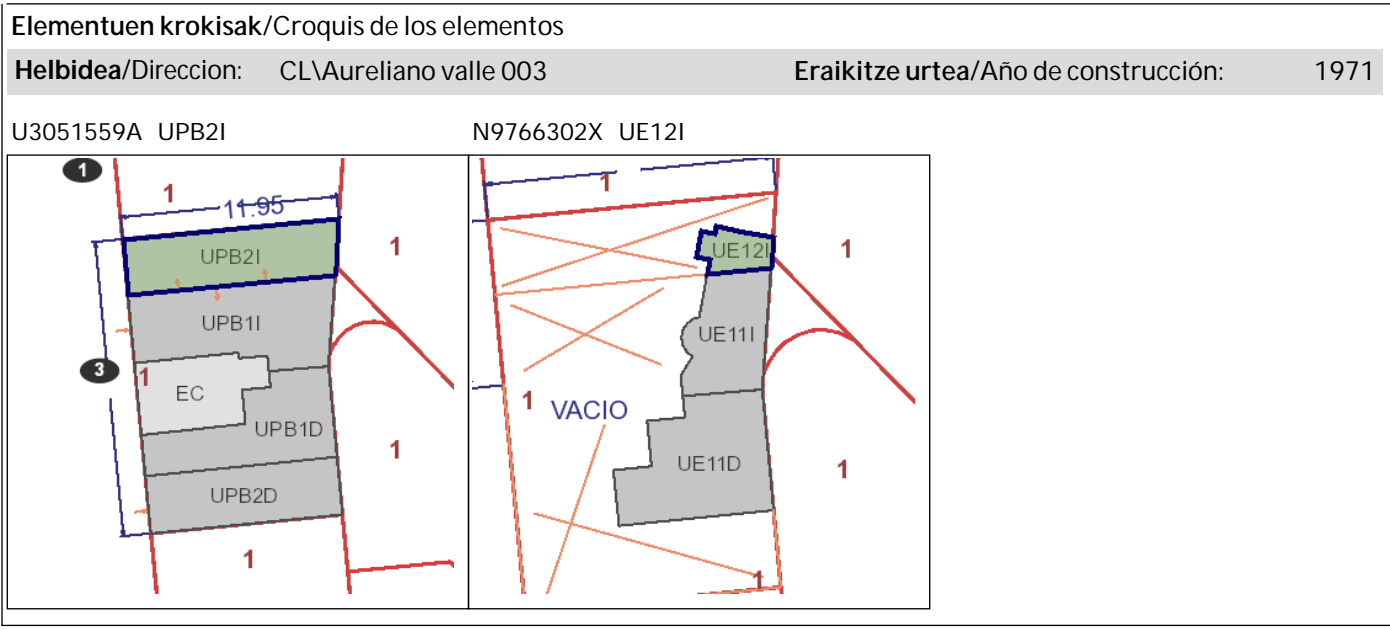 Elementuen krokisak/Croquis de los elementos
Helbidea/Direccion: CL\Aureliano valle 003 Eraikitze urtea/Año de construcción: 1971
U3051559A UPB2I N9766302X UE12I
1
1
11.95
UPB2I
1
UPB1I
3
1
EC
UPB1D
1
UPB2D
1
1
UE12I
1
UE11I
1
VACIO
UE11D
1
1